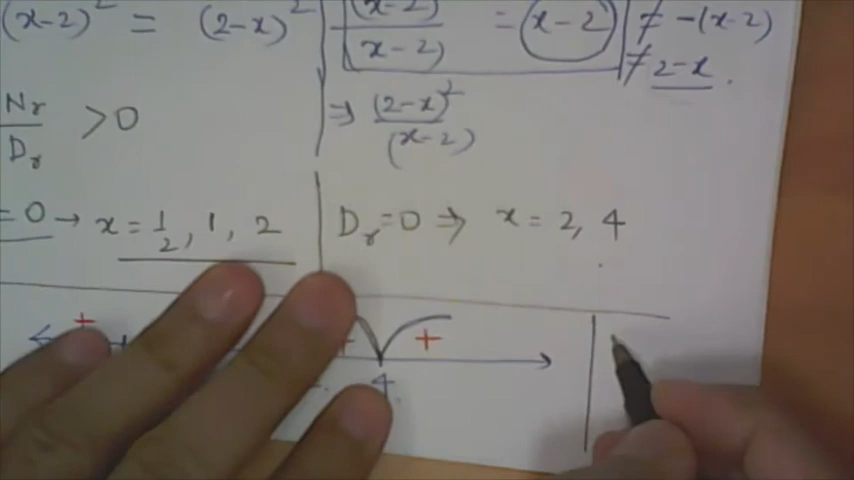 (x-2)² = (2-x)²
(x-2)
(x-2)
= (x-2)
≠ -(x-2)
≠ 2-x.
Nr
Dr
> 0
⇒ (2-x)²
(x-2)
= 0 → x = 1/2, 1, 2
Dr = 0 ⇒ x = 2, 4
+
+
4